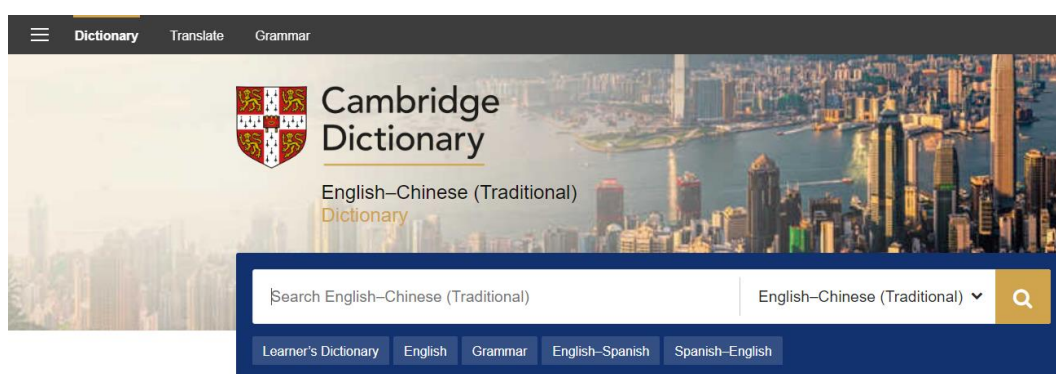 Dictionary Translate Grammar
Cambridge
Dictionary
English–Chinese (Traditional)
Dictionary
Search English–Chinese (Traditional) English–Chinese (Traditional)
Learner's Dictionary English Grammar English–Spanish Spanish–English